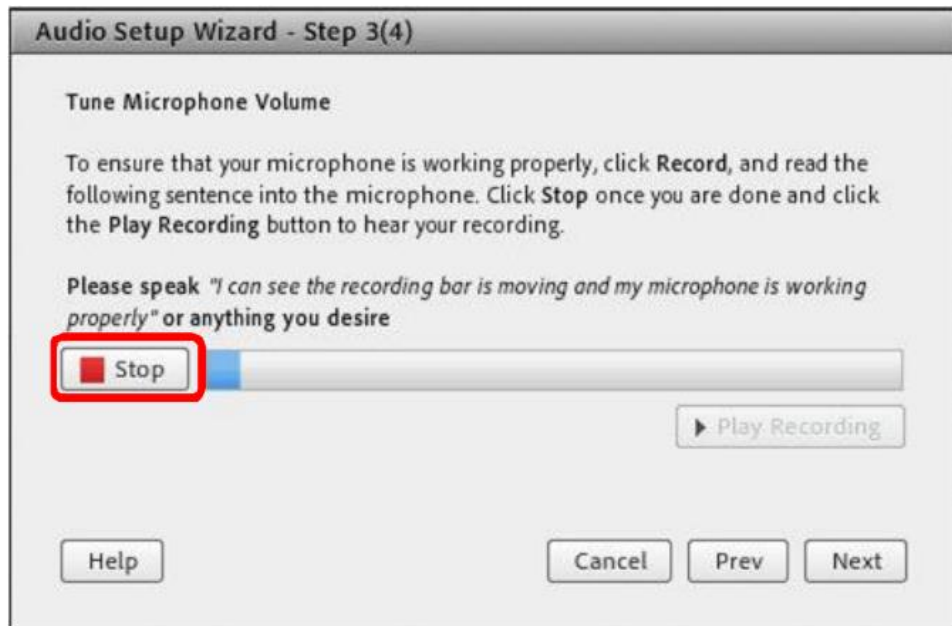 Audio Setup Wizard - Step 3(4)
Tune Microphone Volume
To ensure that your microphone is working properly, click Record, and read the
following sentence into the microphone. Click Stop once you are done and click
the Play Recording button to hear your recording.
Please speak "I can see the recording bar is moving and my microphone is working
properly" or anything you desire
Stop
Play Recording
Help Cancel Prev Next